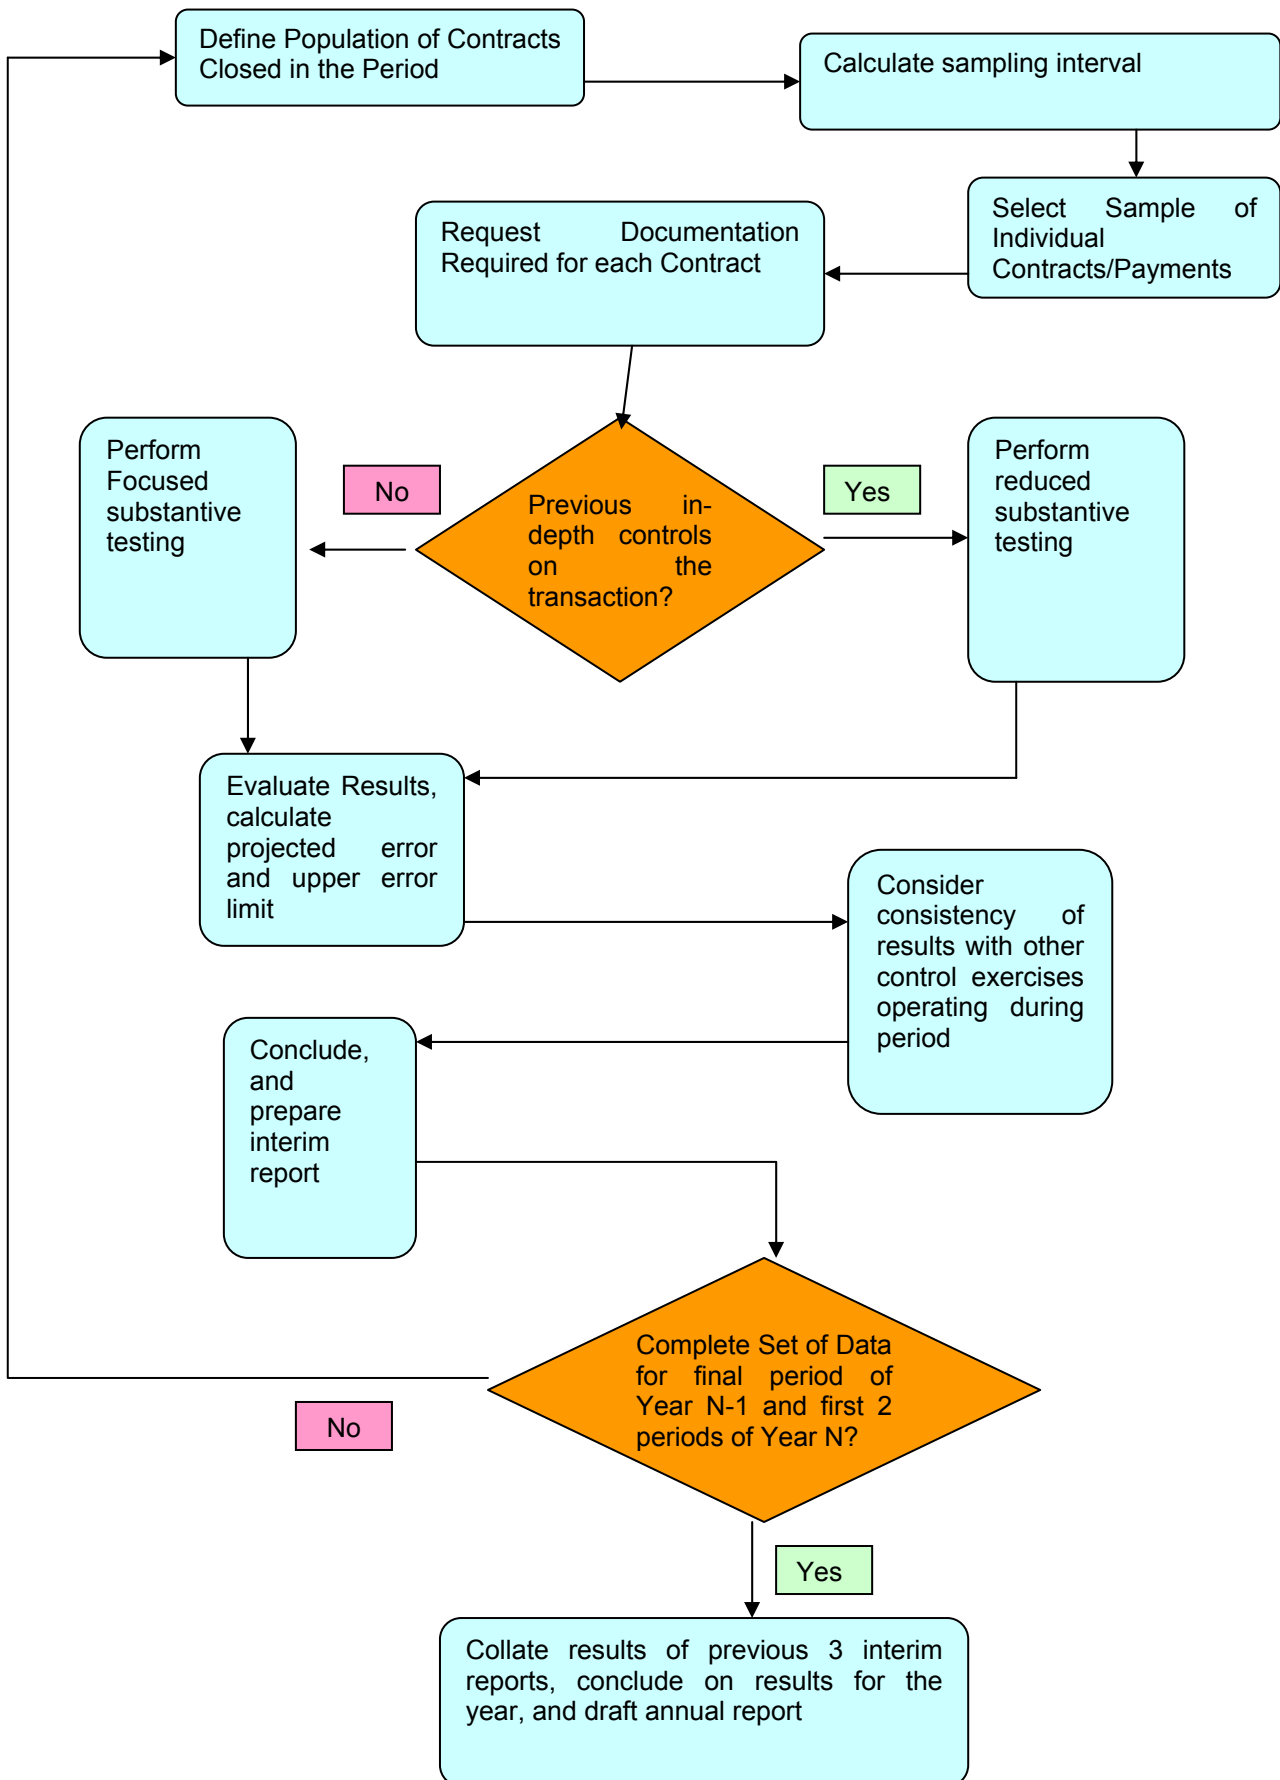 Define Population of Contracts
Closed in the Period
Calculate sampling interval
Select Sample of
Individual
Contracts/Payments
Request Documentation
Required for each Contract
Perform
Focused
substantive
testing
No
Previous in-
depth controls
on the
transaction?
Yes
Perform
reduced
substantive
testing
Evaluate Results,
calculate
projected error
and upper error
limit
Consider
consistency of
results with other
control exercises
operating during
period
Conclude,
and
prepare
interim
report
Complete Set of Data
for final period of
Year N-1 and first 2
periods of Year N?
No
Yes
Collate results of previous 3 interim
reports, conclude on results for the
year, and draft annual report